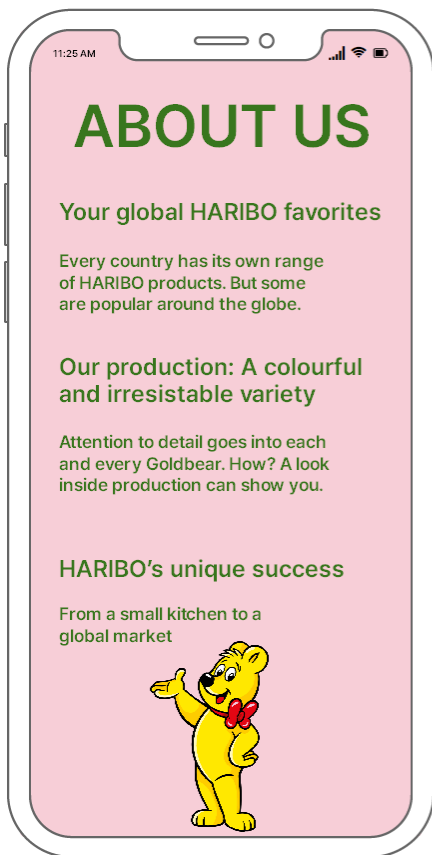 11:25 AM
ABOUT US
Your global HARIBO favorites
Every country has its own range
of HARIBO products. But some
are popular around the globe.
Our production: A colourful
and irresistable variety
Attention to detail goes into each
and every Goldbear. How? A look
inside production can show you.
HARIBO’s unique success
From a small kitchen to a
global market